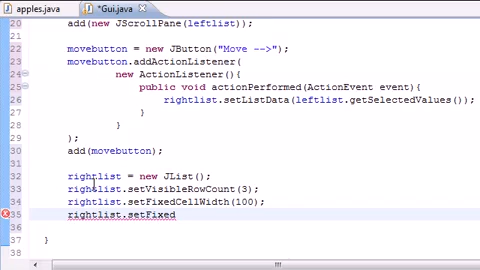 apples.java *Gui.java
20 add(new JScrollPane(leftlist));
21
22 movebutton = new JButton("Move -->");
23 movebutton.addActionListener(
24 new ActionListener(){
25 public void actionPerformed(ActionEvent event){
26 rightlist.setListData(leftlist.getSelectedValues());
27 }
28 }
29 );
30 add(movebutton);
31
32 rightlist = new JList();
33 rightlist.setVisibleRowCount(3);
34 rightlist.setFixedCellWidth(100);
35 rightlist.setFixed
36
37 }
38